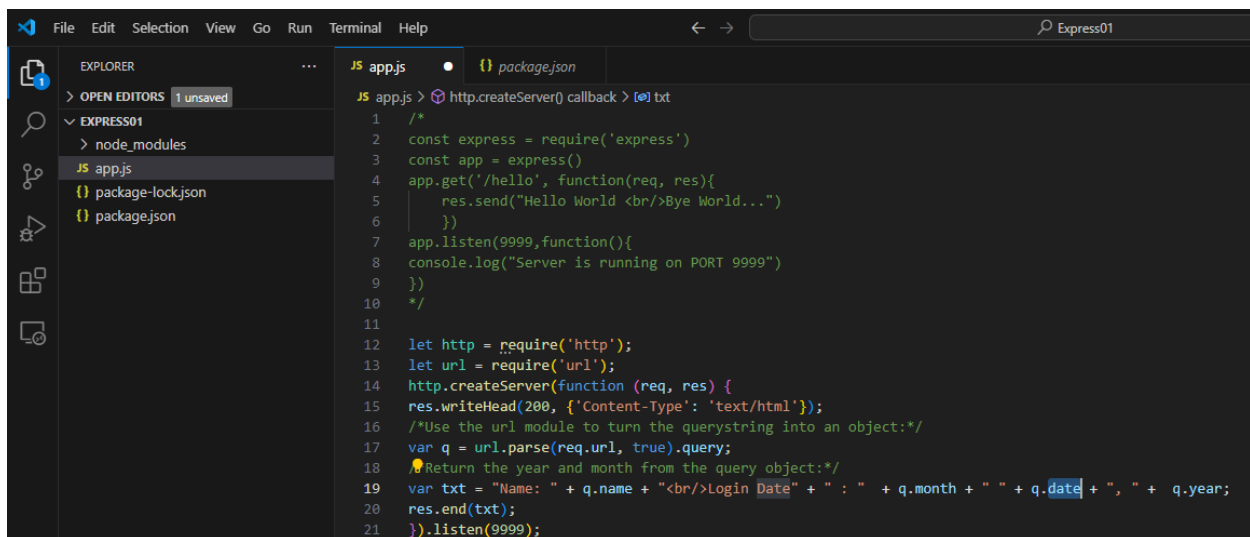 File Edit Selection View Go Run Terminal Help
Express01
EXPLORER
JS app.js
{} package.json
OPEN EDITORS 1 unsaved
JS app.js > http.createServer() callback > txt
1
EXPRESS01
node_modules
JS app.js
{} package-lock.json
{} package.json
1 /*
2 const express = require('express')
3 const app = express()
4 app.get('/hello', function(req, res){
5 res.send("Hello World <br/>Bye World...")
6 })
7 app.listen(9999,function(){
8 console.log("Server is running on PORT 9999")
9 })
10 */
11
12 let http = require('http');
13 let url = require('url');
14 http.createServer(function (req, res) {
15 res.writeHead(200, {'Content-Type': 'text/html'});
16 /*Use the url module to turn the querystring into an object:*/
17 var q = url.parse(req.url, true).query;
18 /Return the year and month from the query object:*/
19 var txt = "Name: " + q.name + "<br/>Login Date" + " : " + q.month + " " + q.date + ", " + q.year;
20 res.end(txt);
21 }).listen(9999);